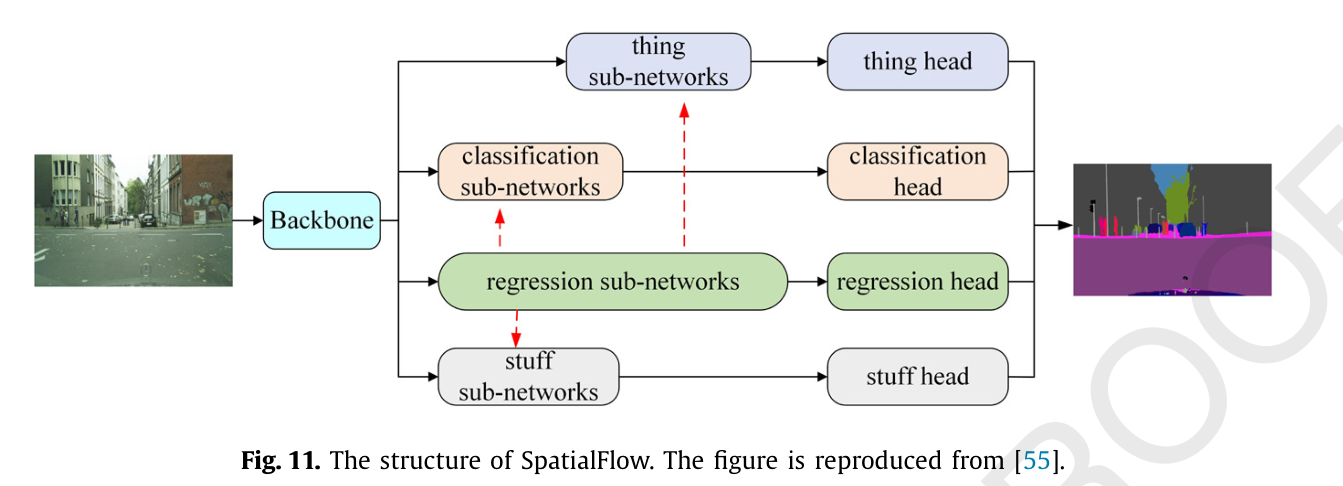 thing
sub-networks
thing head
classification
sub-networks
classification
head
Backbone
regression sub-networks
regression head
stuff
sub-networks
stuff head
Fig. 11. The structure of SpatialFlow. The figure is reproduced from [55].